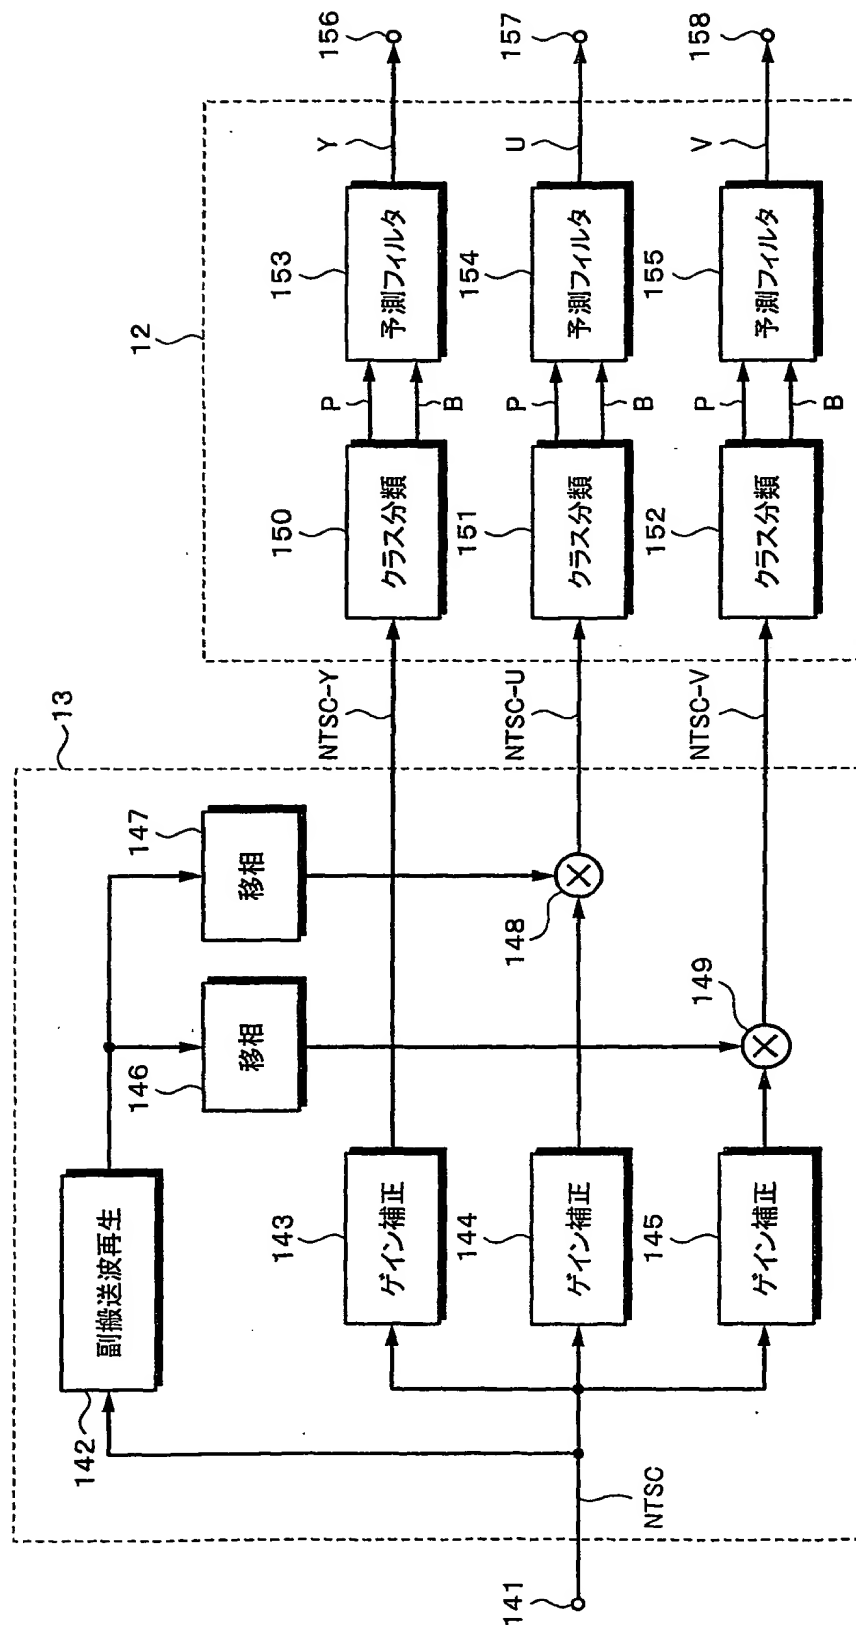 13
142
副搬送波再生
146
移相
147
移相
141
NTSC
143
ゲイン補正
144
ゲイン補正
145
ゲイン補正
148
149
NTSC-Y
NTSC-U
NTSC-V
12
150
クラス分類
P
B
153
予測フィルタ
Y
156
151
クラス分類
P
B
154
予測フィルタ
U
157
152
クラス分類
P
B
155
予測フィルタ
V
158